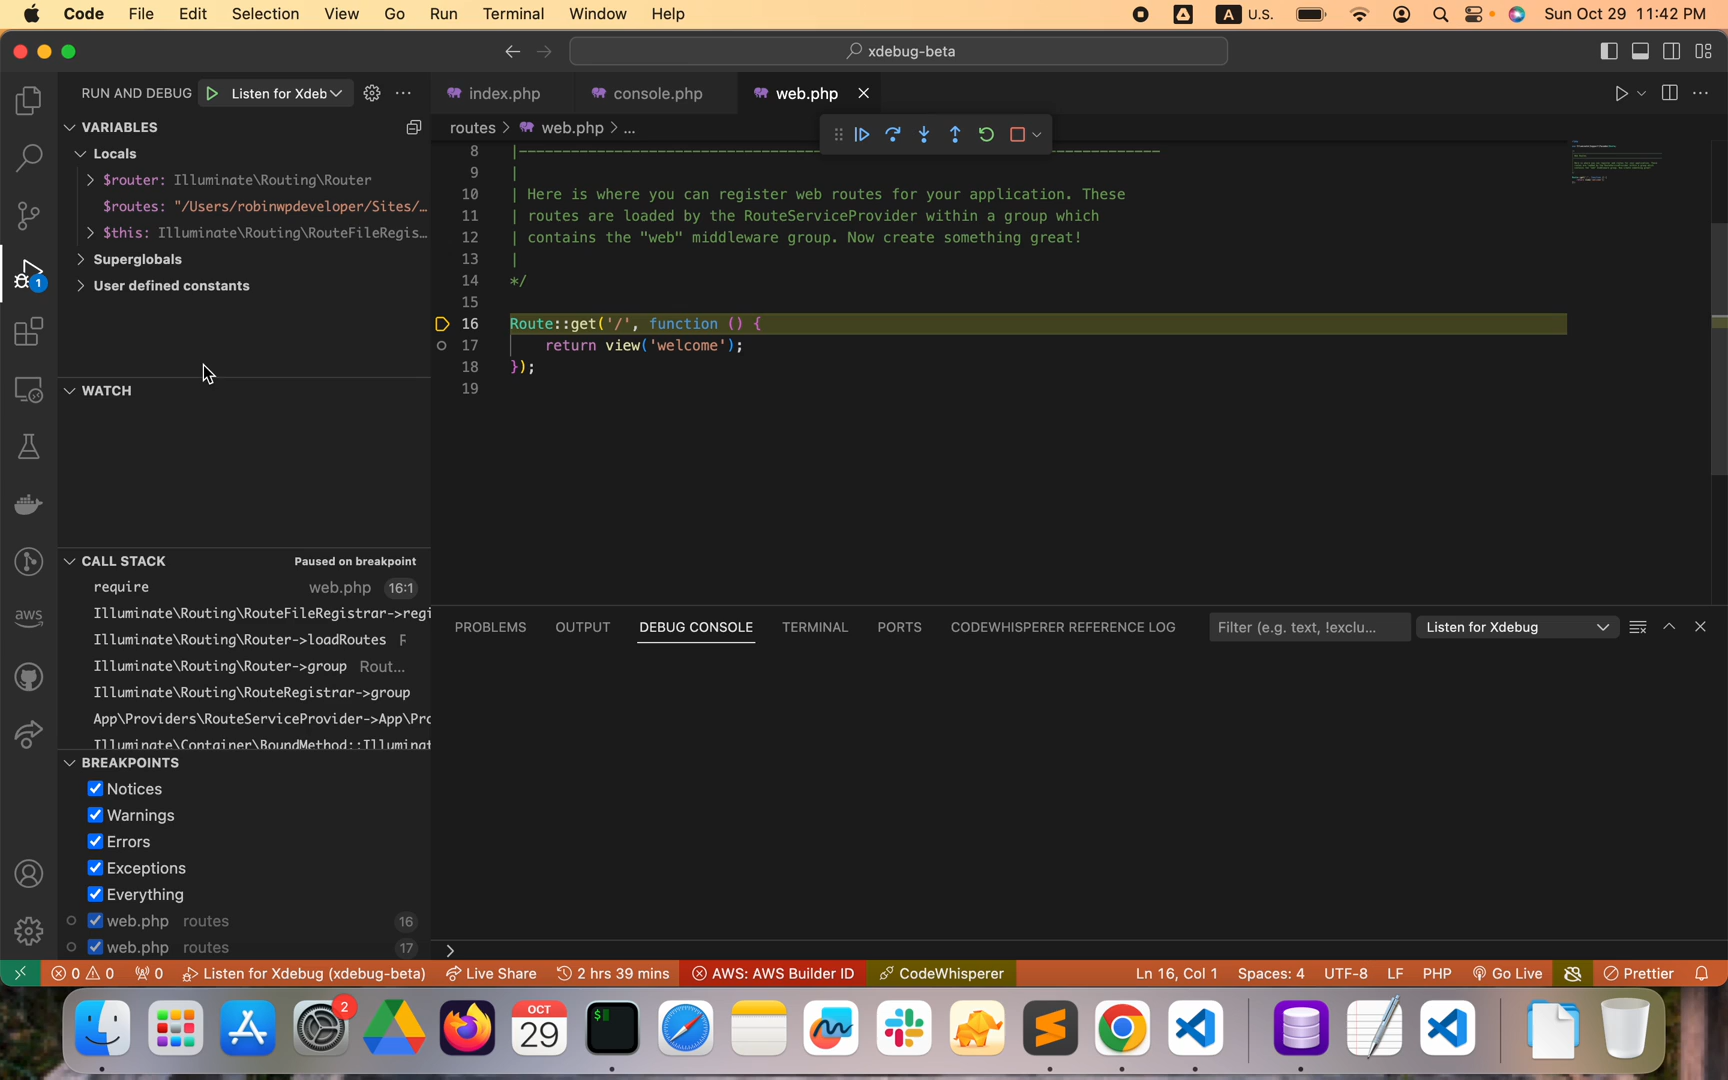 Code File Edit Selection View Go Run Terminal Window Help A U.S. Sun Oct 29 11:42 PM
xdebug-beta
RUN AND DEBUG Listen for Xdeb index.php console.php web.php
VARIABLES
routes > web.php > ...
Locals
$router: Illuminate\Routing\Router
$routes: "/Users/robinwpdeveloper/Sites/…
$this: Illuminate\Routing\RouteFileRegis…
Superglobals
User defined constants
8 |--------------------------------------------------------------------------
9 |
10 | Here is where you can register web routes for your application. These
11 | routes are loaded by the RouteServiceProvider within a group which
12 | contains the "web" middleware group. Now create something great!
13 |
14 */
15
16 Route::get('/', function () {
17 return view('welcome');
18 });
19
1
WATCH
CALL STACK Paused on breakpoint
require web.php 16:1
Illuminate\Routing\RouteFileRegistrar->regi
Illuminate\Routing\Router->loadRoutes
Illuminate\Routing\Router->group Rout...
Illuminate\Routing\RouteRegistrar->group
App\Providers\RouteServiceProvider->App\Pro
Illuminate\Container\BoundMethod::Illuminat
BREAKPOINTS
Notices
Warnings
Errors
Exceptions
Everything
web.php routes 16
web.php routes 17
aws
PROBLEMS OUTPUT DEBUG CONSOLE TERMINAL PORTS CODEWHISPERER REFERENCE LOG Filter (e.g. text, !exclu... Listen for Xdebug
>
0 0 0 Listen for Xdebug (xdebug-beta) Live Share 2 hrs 39 mins AWS: AWS Builder ID CodeWhisperer Ln 16, Col 1 Spaces: 4 UTF-8 LF PHP Go Live Prettier
2
OCT
29
$